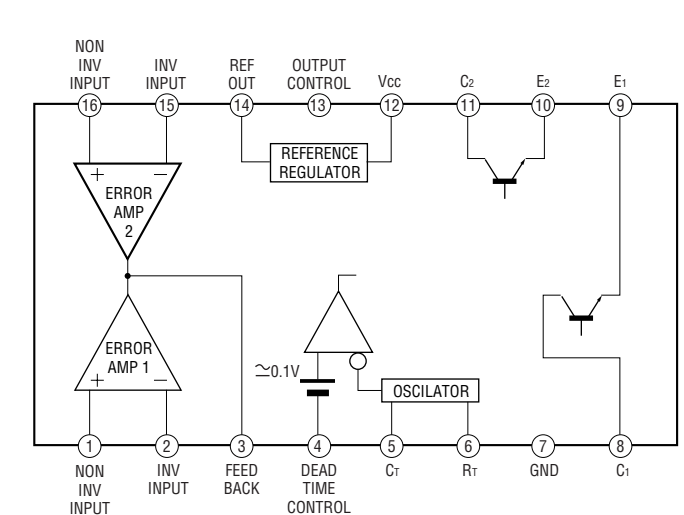 NON
INV
INPUT
INV
INPUT
REF
OUT
OUTPUT
CONTROL
Vcc
C2
E2
E1
16
15
14
13
12
11
10
9
REFERENCE
REGULATOR
+
−
ERROR
AMP
2
ERROR
AMP 1
+
−
≃0.1V
OSCILATOR
1
2
3
4
5
6
7
8
NON
INV
INPUT
INV
INPUT
FEED
BACK
DEAD
TIME
CONTROL
CT
RT
GND
C1